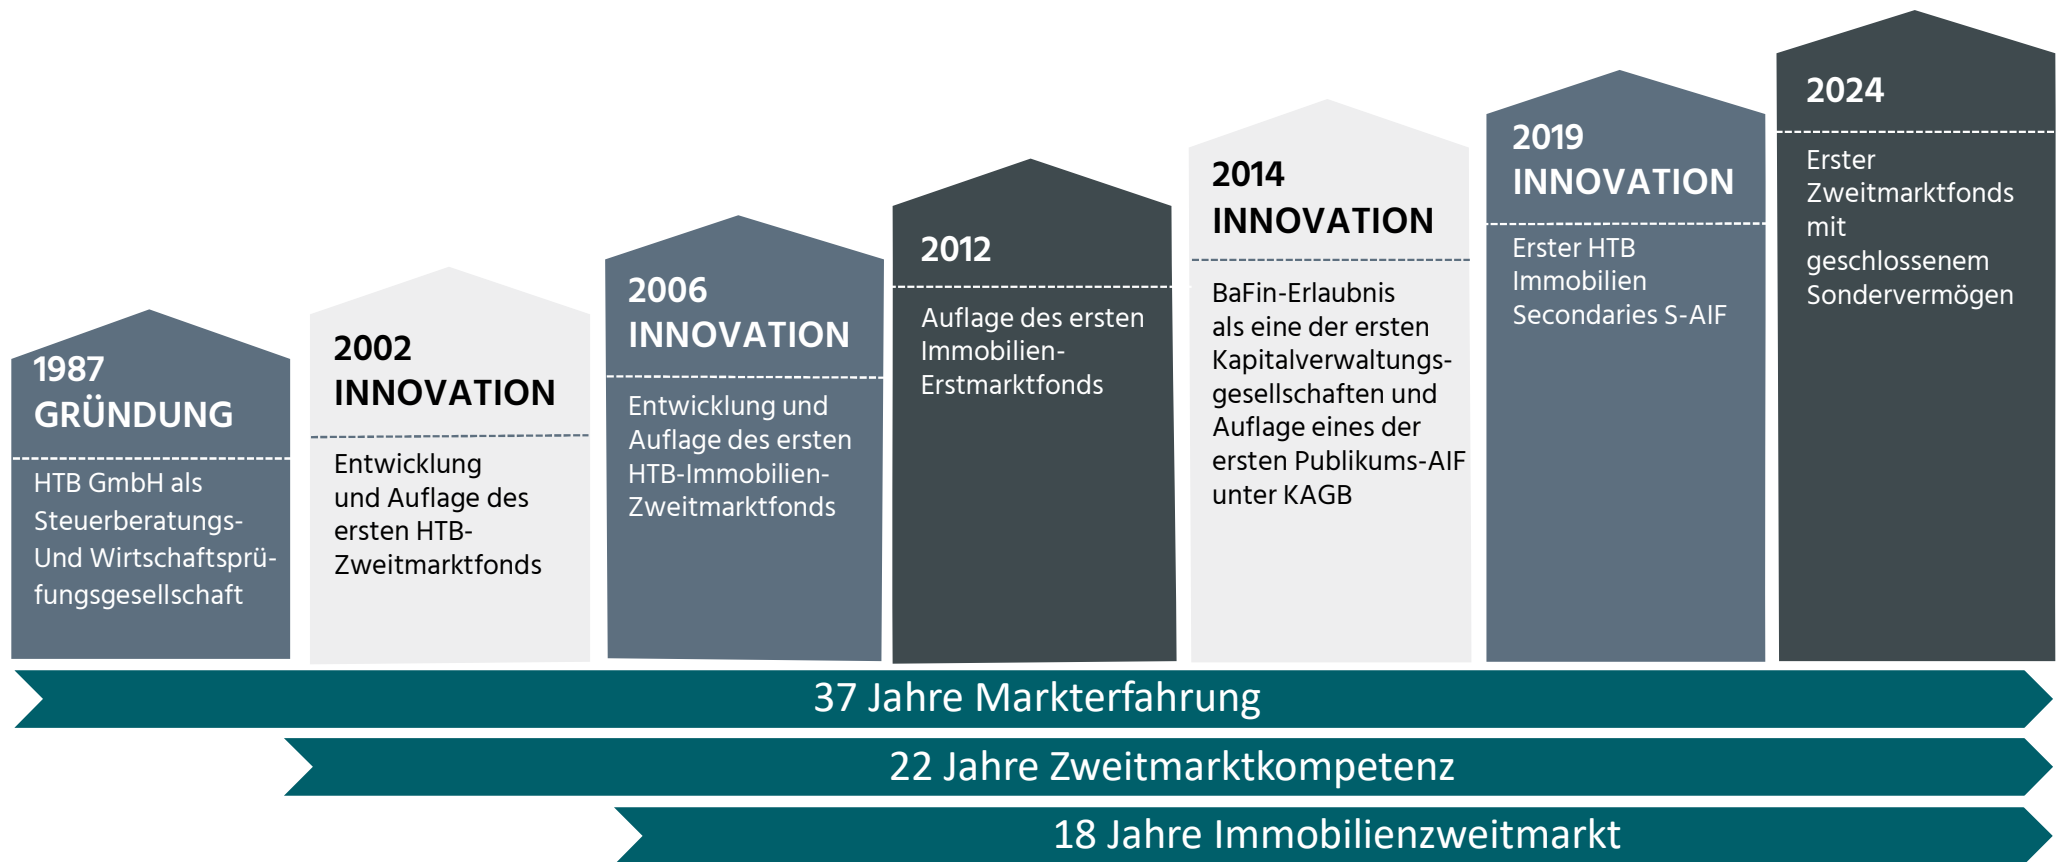 1987
GRÜNDUNG
HTB GmbH als
Steuerberatungs-
Und Wirtschaftsprü-
fungsgesellschaft
2002
INNOVATION
Entwicklung
und Auflage des
ersten HTB-
Zweitmarktfonds
2006
INNOVATION
Entwicklung und
Auflage des ersten
HTB-Immobilien-
Zweitmarktfonds
2012
Auflage des ersten
Immobilien-
Erstmarktfonds
2014
INNOVATION
BaFin-Erlaubnis
als eine der ersten
Kapitalverwaltungs-
gesellschaften und
Auflage eines der
ersten Publikums-AIF
unter KAGB
2019
INNOVATION
Erster HTB
Immobilien
Secondaries S-AIF
2024
Erster
Zweitmarktfonds
mit
geschlossenem
Sondervermögen
37 Jahre Markterfahrung
22 Jahre Zweitmarktkompetenz
18 Jahre Immobilienzweitmarkt